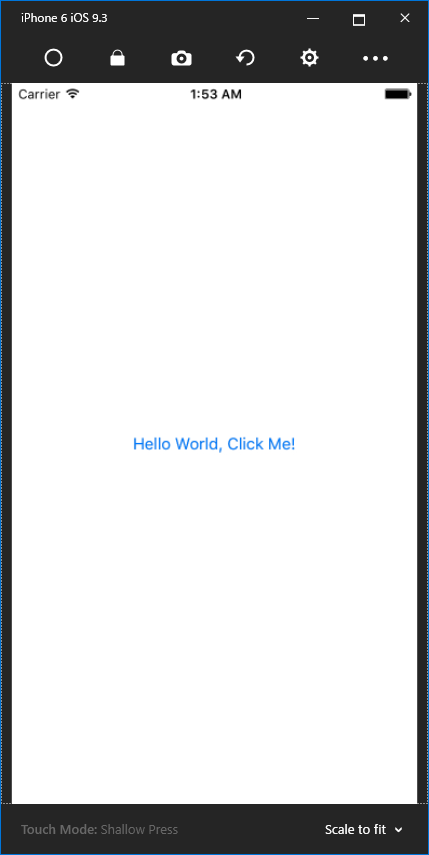 iPhone 6 iOS 9.3
Carrier 1:53 AM
Hello World, Click Me!
Touch Mode: Shallow Press Scale to fit